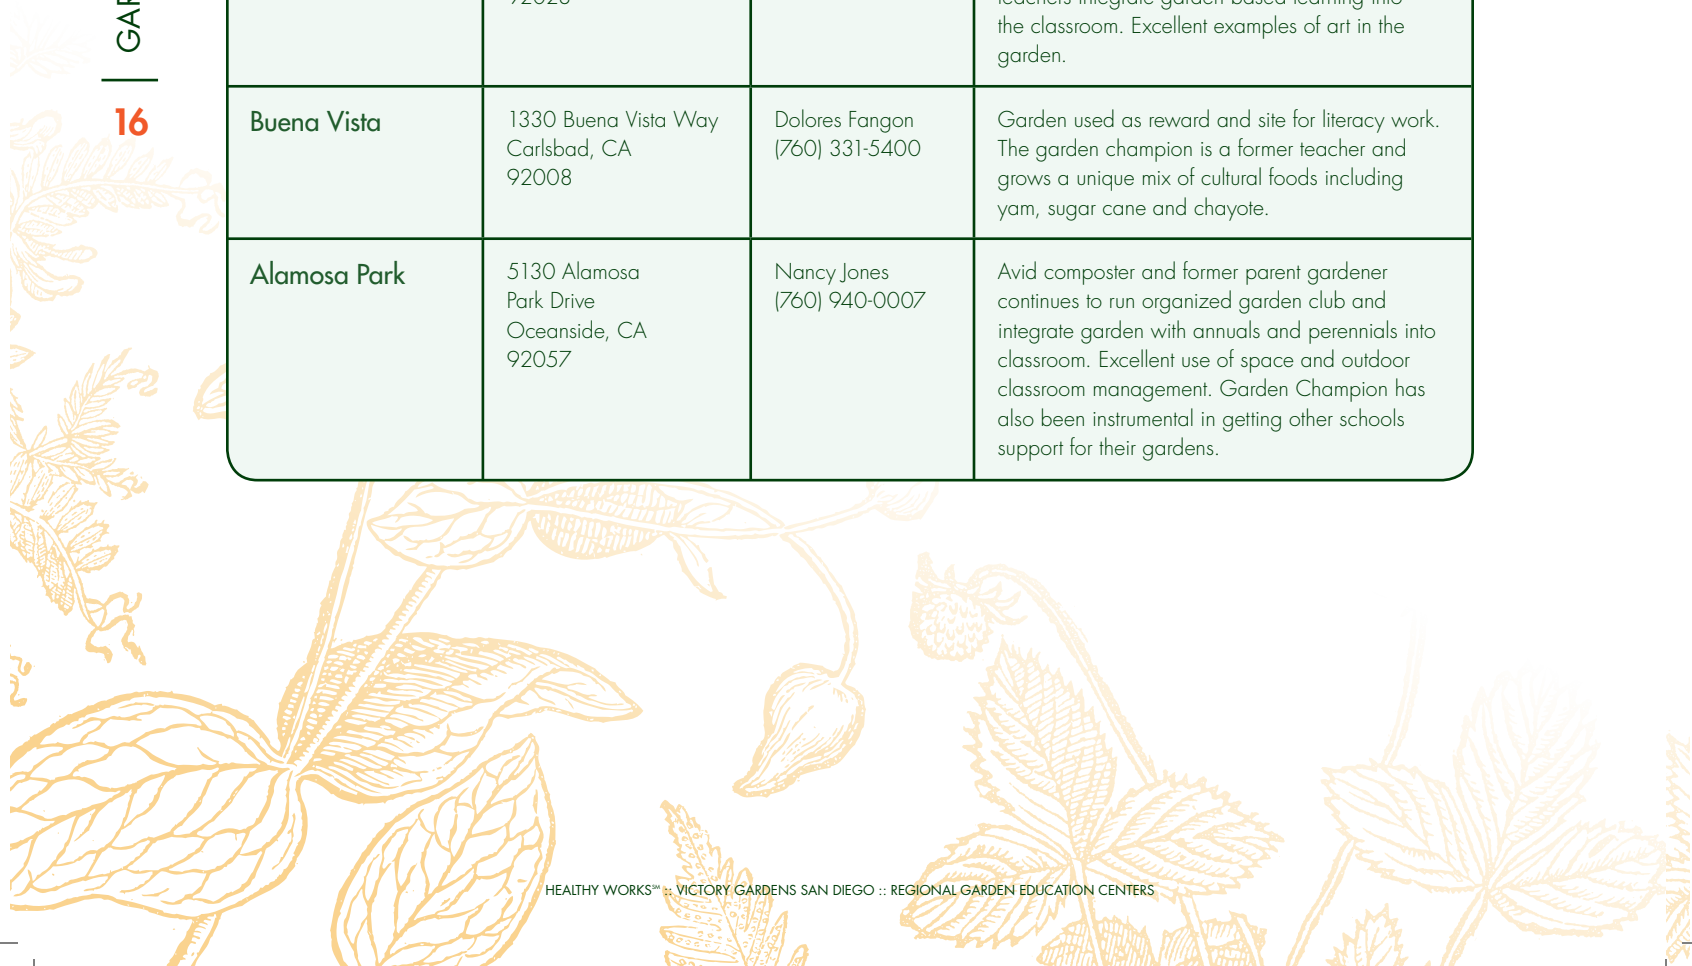 GAR
16
the classroom. Excellent examples of art in the
garden.
Buena Vista
1330 Buena Vista Way
Carlsbad, CA
92008
Dolores Fangon
(760) 331-5400
Garden used as reward and site for literacy work.
The garden champion is a former teacher and
grows a unique mix of cultural foods including
yam, sugar cane and chayote.
Alamosa Park
5130 Alamosa
Park Drive
Oceanside, CA
92057
Nancy Jones
(760) 940-0007
Avid composter and former parent gardener
continues to run organized garden club and
integrate garden with annuals and perennials into
classroom. Excellent use of space and outdoor
classroom management. Garden Champion has
also been instrumental in getting other schools
support for their gardens.
HEALTHY WORKS℠ :: VICTORY GARDENS SAN DIEGO :: REGIONAL GARDEN EDUCATION CENTERS